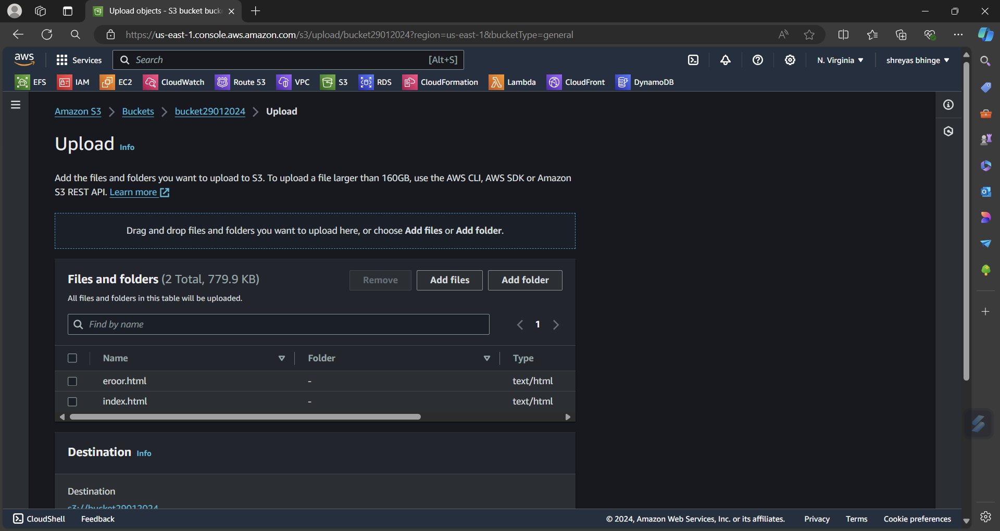 Upload objects - S3 bucket buck
https://us-east-1.console.aws.amazon.com/s3/upload/bucket29012024?region=us-east-1&bucketType=general
aws Services Search [Alt+S] N. Virginia shreyas bhinge
EFS IAM EC2 CloudWatch Route 53 VPC S3 RDS CloudFormation Lambda CloudFront DynamoDB
Amazon S3 Buckets bucket29012024 Upload
Upload Info
Add the files and folders you want to upload to S3. To upload a file larger than 160GB, use the AWS CLI, AWS SDK or Amazon
S3 REST API. Learn more
Drag and drop files and folders you want to upload here, or choose Add files or Add folder.
Files and folders (2 Total, 779.9 KB) Remove Add files Add folder
All files and folders in this table will be uploaded.
Find by name 1
Name Folder Type
eroor.html - text/html
index.html - text/html
Destination Info
Destination
s3://bucket29012024
CloudShell Feedback © 2024, Amazon Web Services, Inc. or its affiliates. Privacy Terms Cookie preferences